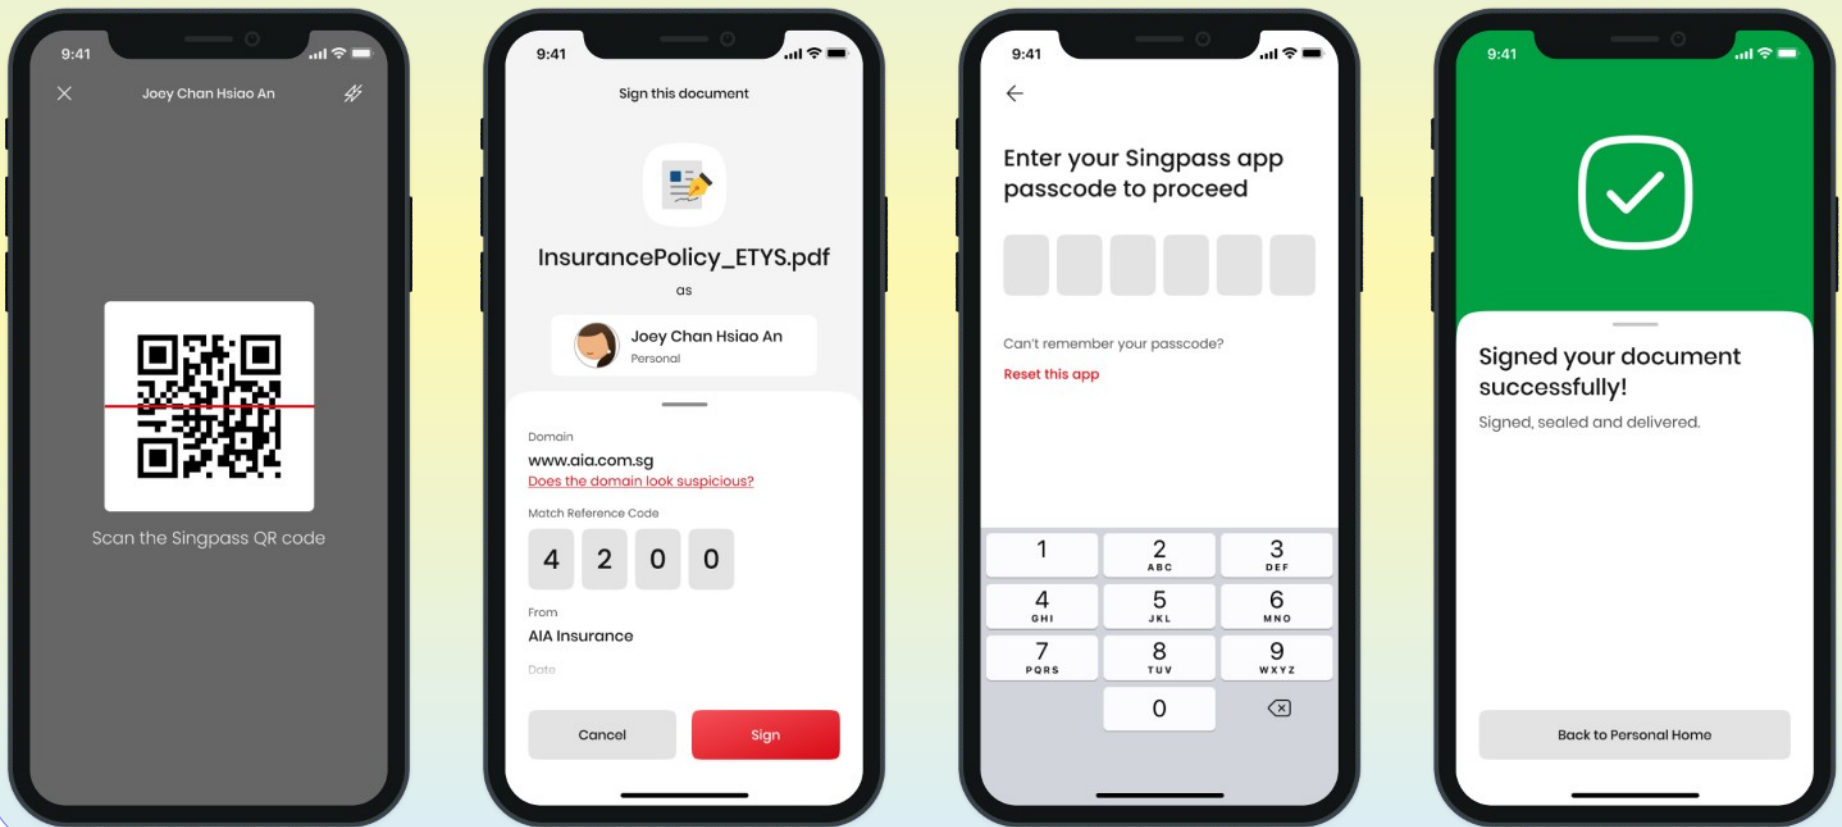 9:41
Joey Chan Hsiao An
Scan the Singpass QR code
9:41
Sign this document
InsurancePolicy_ETYS.pdf
as
Joey Chan Hsiao An
Personal
Domain
www.aia.com.sg
Does the domain look suspicious?
Match Reference Code
4 2 0 0
From
AIA Insurance
Date
Cancel Sign
9:41
Enter your Singpass app
passcode to proceed
Can't remember your passcode?
Reset this app
1 2 3
ABC DEF
4 5 6
GHI JKL MNO
7 8 9
PQRS TUV WXYZ
0
9:41
Signed your document
successfully!
Signed, sealed and delivered.
Back to Personal Home